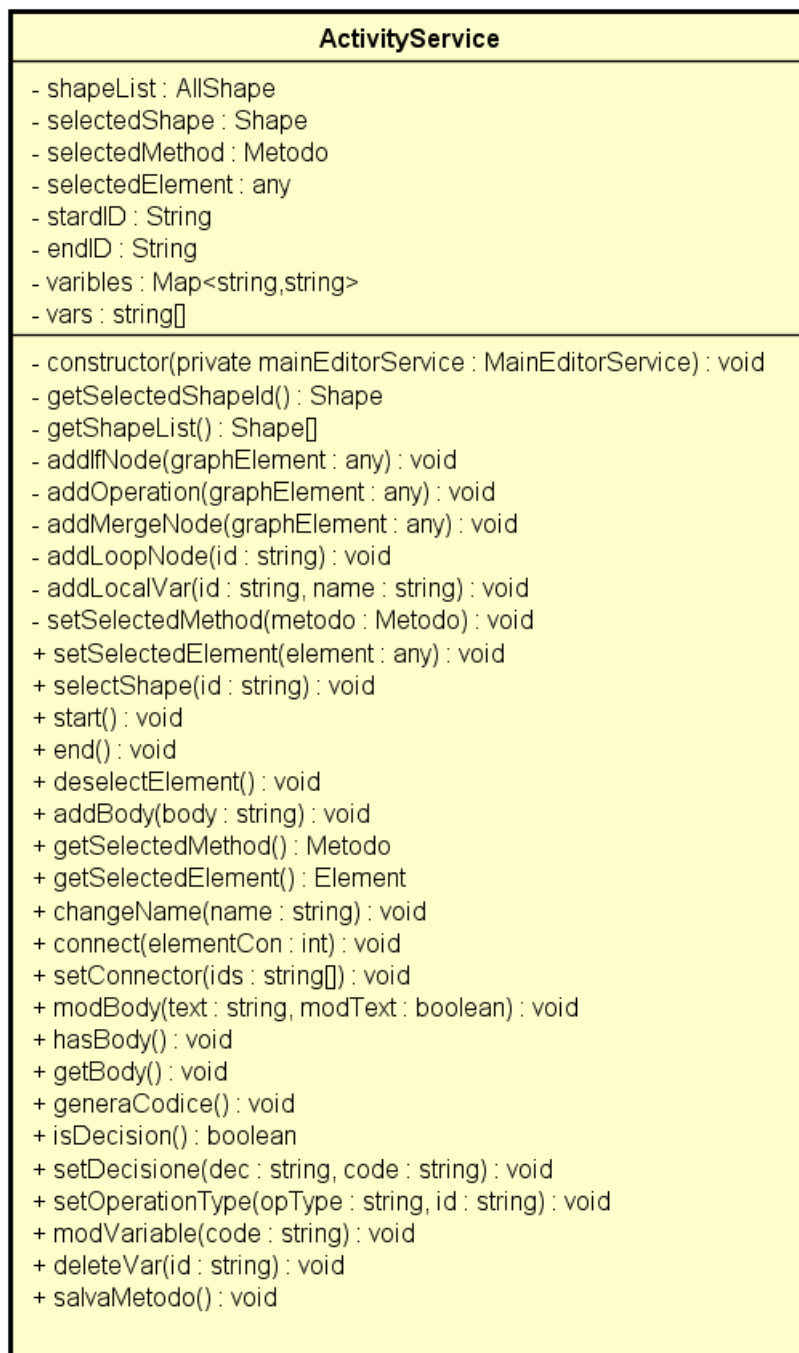 ActivityService
- shapeList : AllShape
- selectedShape : Shape
- selectedMethod : Metodo
- selectedElement : any
- stardID : String
- endID : String
- varibles : Map<string,string>
- vars : string[]
- constructor(private mainEditorService : MainEditorService) : void
- getSelectedShapeId() : Shape
- getShapeList() : Shape[]
- addIfNode(graphElement : any) : void
- addOperation(graphElement : any) : void
- addMergeNode(graphElement : any) : void
- addLoopNode(id : string) : void
- addLocalVar(id : string, name : string) : void
- setSelectedMethod(metodo : Metodo) : void
+ setSelectedElement(element : any) : void
+ selectShape(id : string) : void
+ start() : void
+ end() : void
+ deselectElement() : void
+ addBody(body : string) : void
+ getSelectedMethod() : Metodo
+ getSelectedElement() : Element
+ changeName(name : string) : void
+ connect(elementCon : int) : void
+ setConnector(ids : string[]) : void
+ modBody(text : string, modText : boolean) : void
+ hasBody() : void
+ getBody() : void
+ generaCodice() : void
+ isDecision() : boolean
+ setDecisione(dec : string, code : string) : void
+ setOperationType(opType : string, id : string) : void
+ modVariable(code : string) : void
+ deleteVar(id : string) : void
+ salvaMetodo() : void